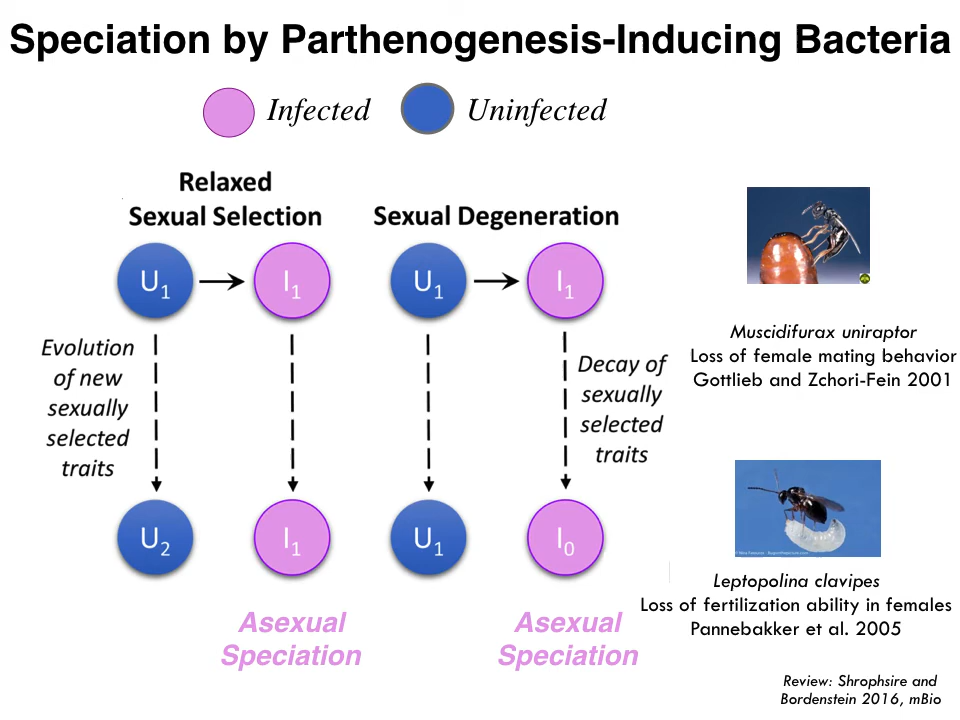 Speciation by Parthenogenesis-Inducing Bacteria
Infected
Uninfected
Relaxed
Sexual Selection
Sexual Degeneration
U1
I1
U1
I1
Evolution
of new
sexually
selected
traits
Decay of
sexually
selected
traits
U2
I1
U1
I0
Asexual
Speciation
Asexual
Speciation
Muscidifurax uniraptor
Loss of female mating behavior
Gottlieb and Zchori-Fein 2001
Leptopolina clavipes
Loss of fertilization ability in females
Pannebakker et al. 2005
Review: Shrophsire and
Bordenstein 2016, mBio